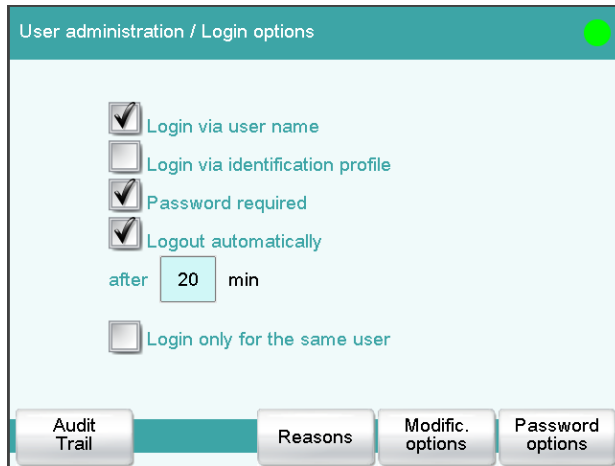 User administration / Login options
Login via user name
Login via identification profile
Password required
Logout automatically
after 20 min
Login only for the same user
Audit
Trail
Reasons
Modific.
options
Password
options